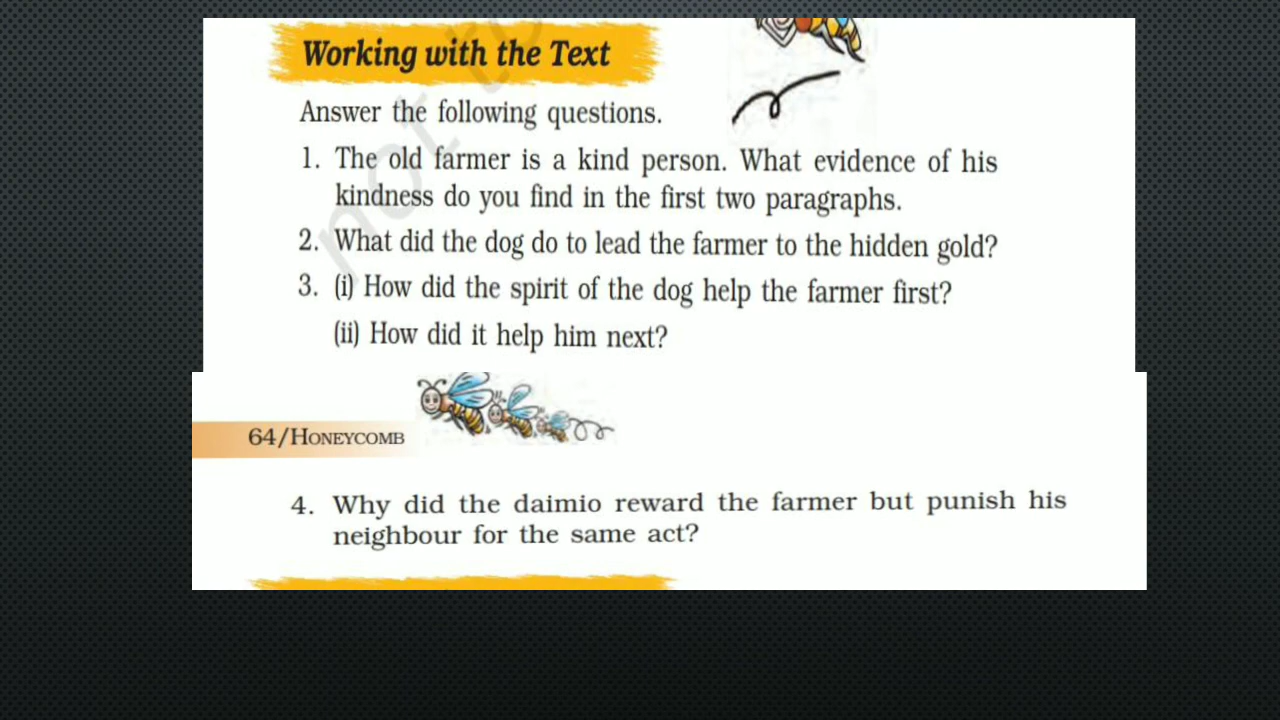 Working with the Text
Answer the following questions.
1. The old farmer is a kind person. What evidence of his
kindness do you find in the first two paragraphs.
2. What did the dog do to lead the farmer to the hidden gold?
3. (i) How did the spirit of the dog help the farmer first?
(ii) How did it help him next?
64/HONEYCOMB
4. Why did the daimio reward the farmer but punish his
neighbour for the same act?
not